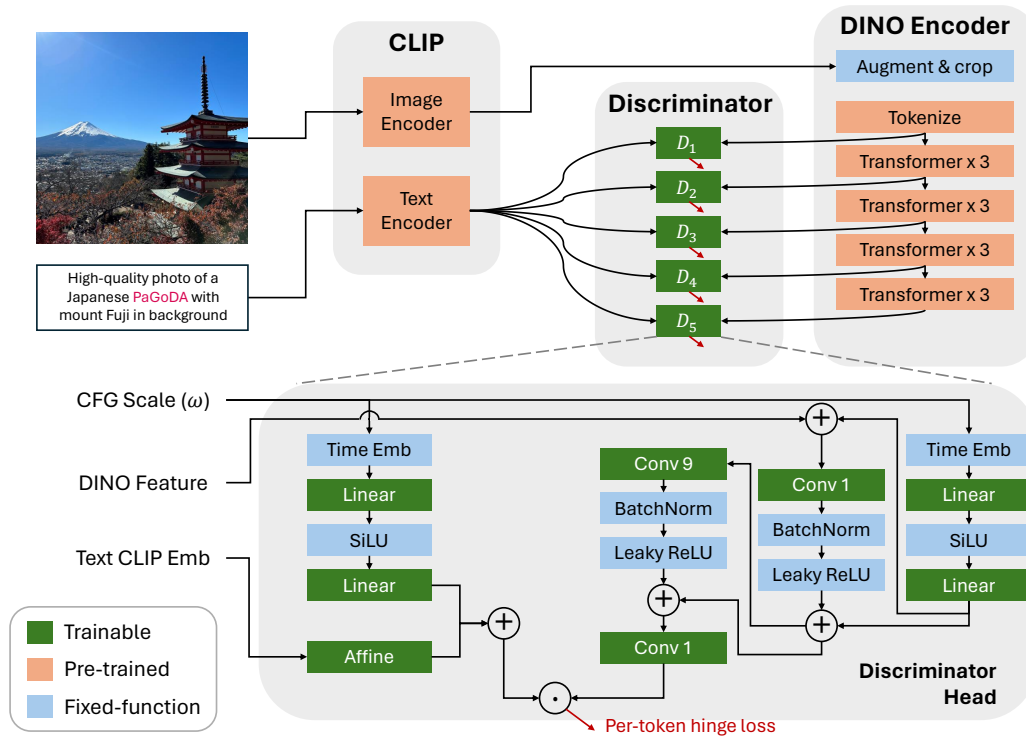 CLIP
DINO Encoder
Image
Encoder
Augment & crop
Discriminator
Tokenize
D₁
Transformer x 3
Text
Encoder
D₂
Transformer x 3
D₃
Transformer x 3
D₄
Transformer x 3
D₅
High-quality photo of a
Japanese PaGoDA with
mount Fuji in background
CFG Scale (ω)
DINO Feature
Text CLIP Emb
Time Emb
Linear
SiLU
Linear
Affine
Conv 9
BatchNorm
Leaky ReLU
Conv 1
Conv 1
BatchNorm
Leaky ReLU
Time Emb
Linear
SiLU
Linear
Discriminator
Head
Per-token hinge loss
Trainable
Pre-trained
Fixed-function